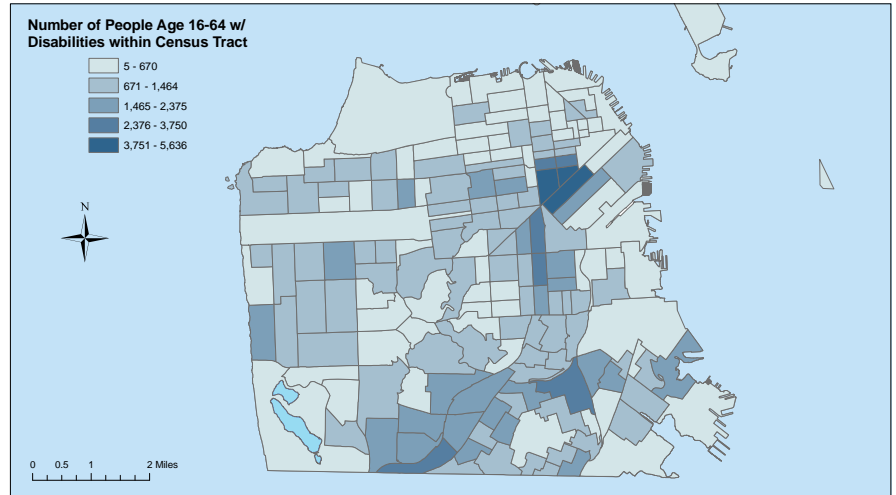 Number of People Age 16-64 w/
Disabilities within Census Tract
5 - 670
671 - 1,464
1,465 - 2,375
2,376 - 3,750
3,751 - 5,636
N
0 0.5 1 2 Miles